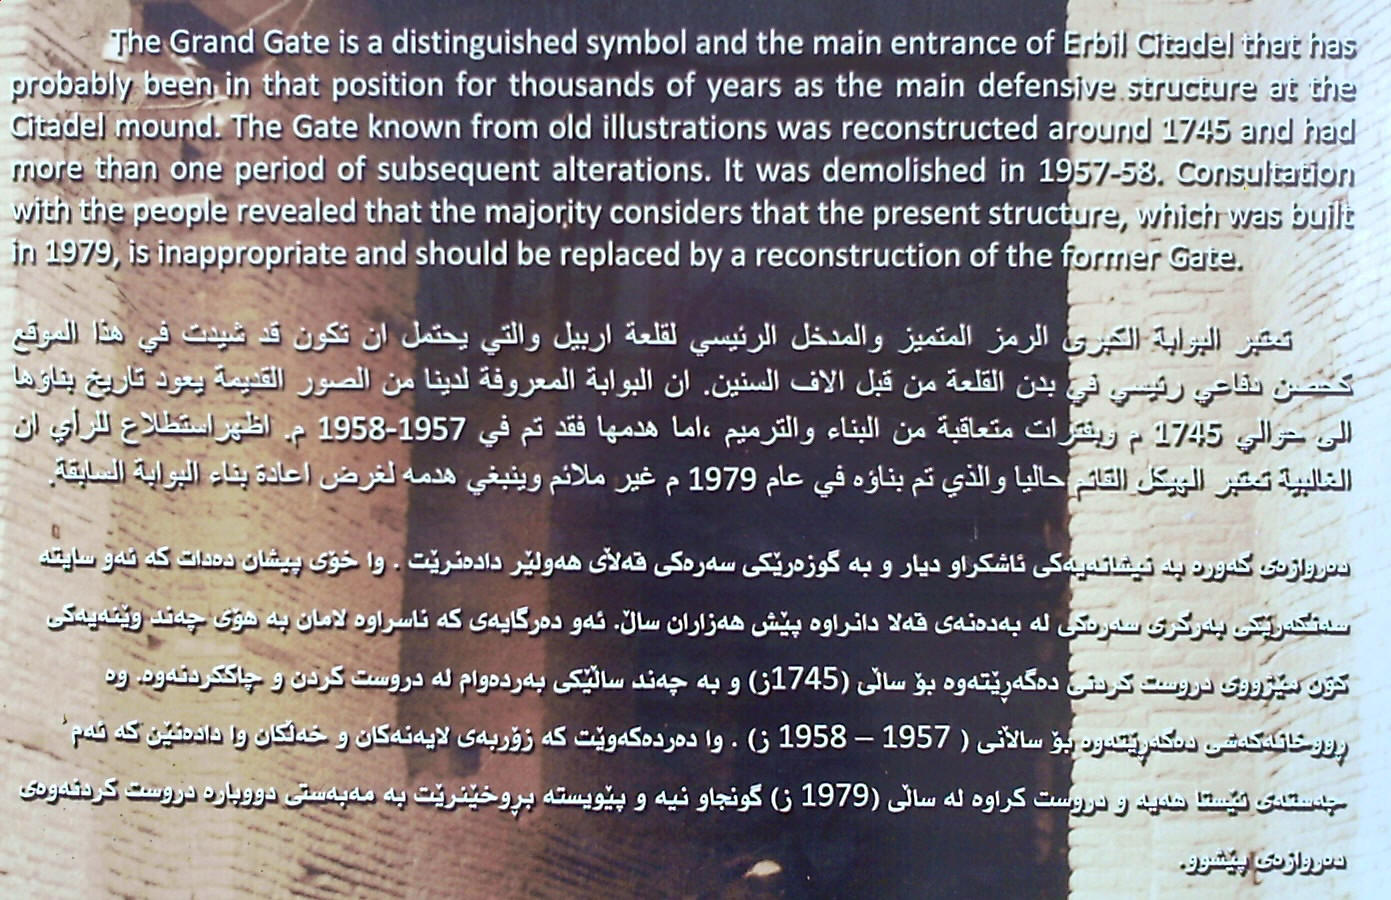 The Grand Gate is a distinguished symbol and the main entrance of Erbil Citadel that has
probably been in that position for thousands of years as the main defensive structure at the
Citadel mound. The Gate known from old illustrations was reconstructed around 1745 and had
more than one period of subsequent alterations. It was demolished in 1957-58. Consultation
with the people revealed that the majority considers that the present structure, which was built
in 1979, is inappropriate and should be replaced by a reconstruction of the former Gate.
تعتبر البوابة الكبرى الرمز المتميز والمدخل الرئيسي لقلعة اربيل والتي يحتمل ان تكون قد شيدت في هذا الموقع
كحصن دفاعي رئيسي في بدن القلعة من قبل الاف السنين. ان البوابة المعروفة لدينا من الصور القديمة يعود تاريخ بناؤها
الى حوالي 1745 م وبفترات متعاقبة من البناء والترميم ،اما هدمها فقد تم في 1957-1958 م. اظهراستطلاع للرأي ان
الغالبية تعتبر الهيكل القائم حاليا والذي تم بناؤه في عام 1979 م غير ملائم وينبغي هدمه لغرض اعادة بناء البوابة السابقة.
دەروازەی گەورە بە نیشانەیەکی ئاشکراو دیار و بە گوزەرێکی سەرەکی قەڵای هەولێر دادەنرێت . وا خۆی پیشان دەدات کە ئەو سایتە
سەنگەرێکی بەرگری سەرەکی لە بەدەنەی قەلا دانراوە پێش هەزاران ساڵ. ئەو دەرگایەی کە ناسراوە لامان بە هۆی چەند وێنەیەکی
کۆن مێژووی دروست کردنی دەگەڕێتەوە بۆ ساڵی (1745ز) و بە چەند ساڵێکی بەردەوام لە دروست کردن و چاککردنەوە. وە
ڕووخانەکەشی دەکەڕێتەوە بۆ ساڵانی ( 1957 – 1958 ز) . وا دەردەکەوێت کە زۆربەی لایەنەکان و خەڵکان وا دادەنێن کە ئەم
جەستەی ئێستا هەیە و دروست کراوە لە ساڵی (1979 ز) گونجاو نیە و پێویستە بڕوخێنرێت بە مەبەستی دووبارە دروست کردنەوەی
دەروازەی پێشوو.